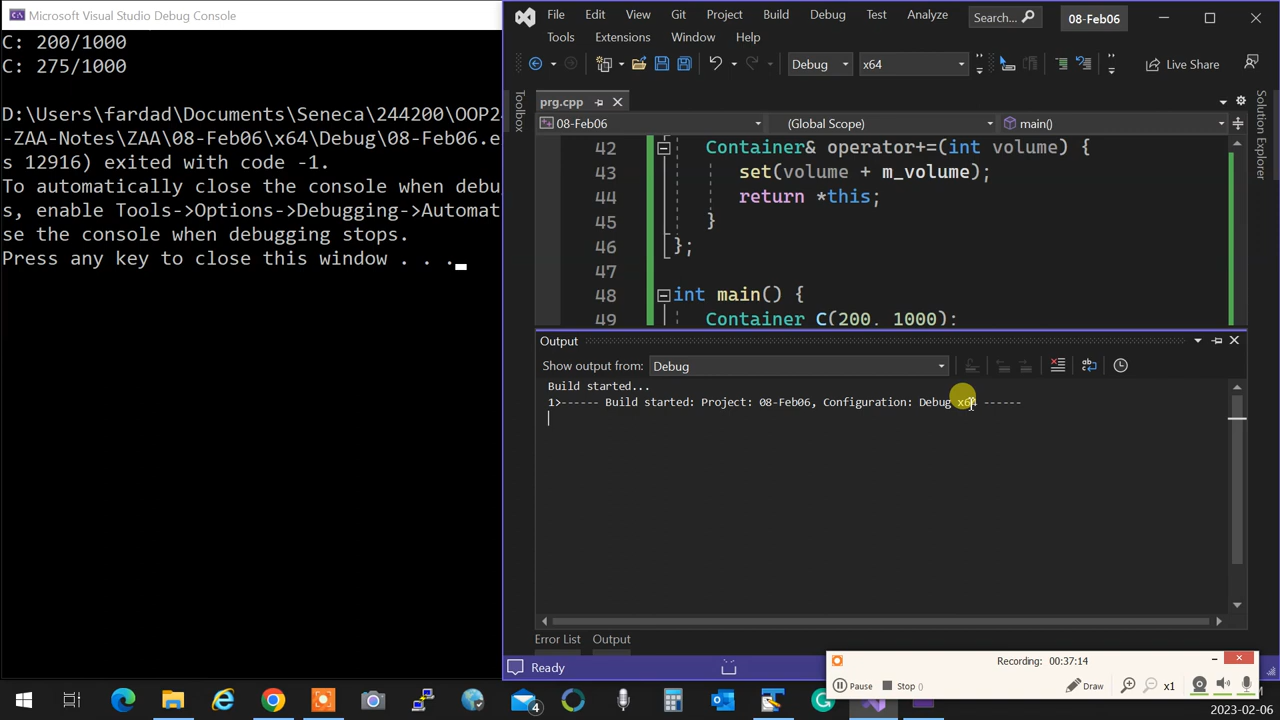 Microsoft Visual Studio Debug Console
C: 200/1000
C: 275/1000
D:\Users\fardad\Documents\Seneca\244200\OOP24
-ZAA-Notes\ZAA\08-Feb06\x64\Debug\08-Feb06.e
s 12916) exited with code -1.
To automatically close the console when debu
s, enable Tools->Options->Debugging->Automat
se the console when debugging stops.
Press any key to close this window . . .
File Edit View Git Project Build Debug Test Analyze Search... 08-Feb06
Tools Extensions Window Help
Debug x64 Live Share
Toolbox
prg.cpp
08-Feb06 (Global Scope) main()
42 Container& operator+=(int volume) {
43 set(volume + m_volume);
44 return *this;
45 }
46 };
47
48 int main() {
49 Container C(200, 1000);
Solution Explorer
Output
Show output from: Debug
Build started...
1>------ Build started: Project: 08-Feb06, Configuration: Debug x64 ------
Error List Output
Ready
Recording: 00:37:14
Pause Stop () Draw x1
4
2023-02-06